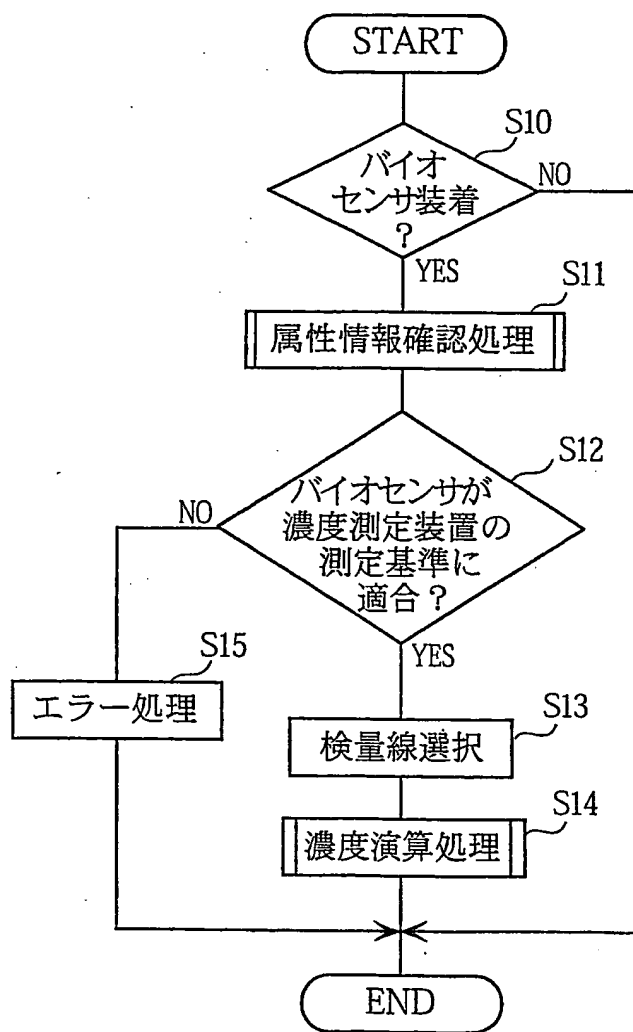 START
S10
バイオ
センサ装着
?
NO
YES
S11
属性情報確認処理
S12
バイオセンサが
濃度測定装置の
測定基準に
適合?
NO
YES
S15
エラー処理
S13
検量線選択
S14
濃度演算処理
END